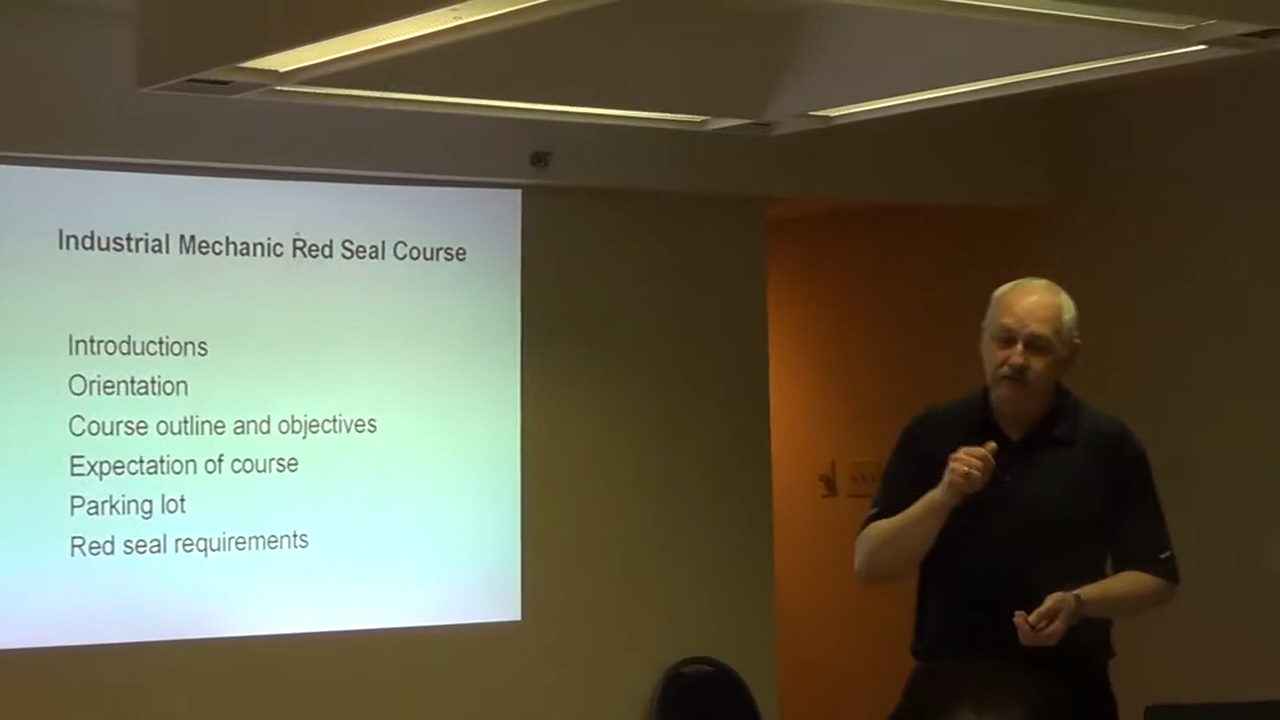 Industrial Mechanic Red Seal Course
Introductions
Orientation
Course outline and objectives
Expectation of course
Parking lot
Red seal requirements